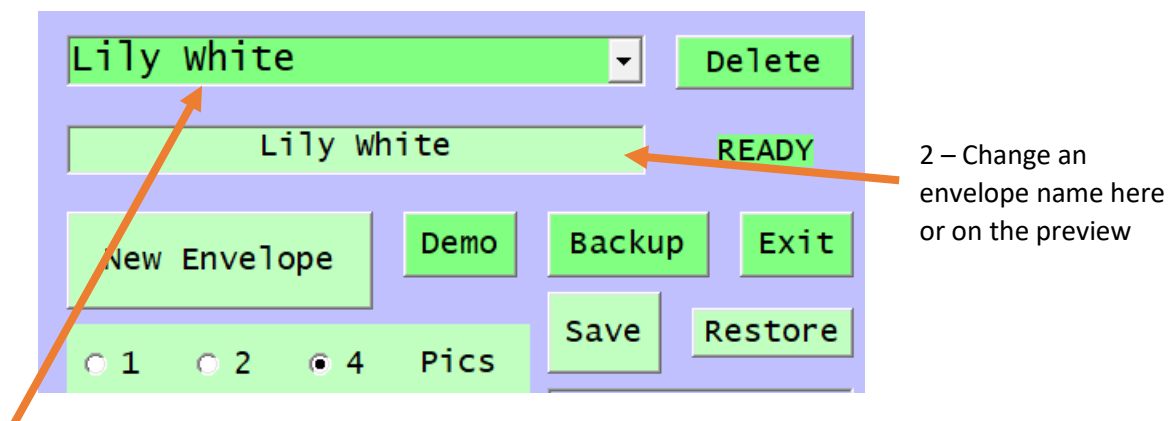 Lily White
Delete
Lily White
READY
2 – Change an
envelope name here
or on the preview
New Envelope
Demo
Backup
Exit
Save
Restore
1 2 4 Pics